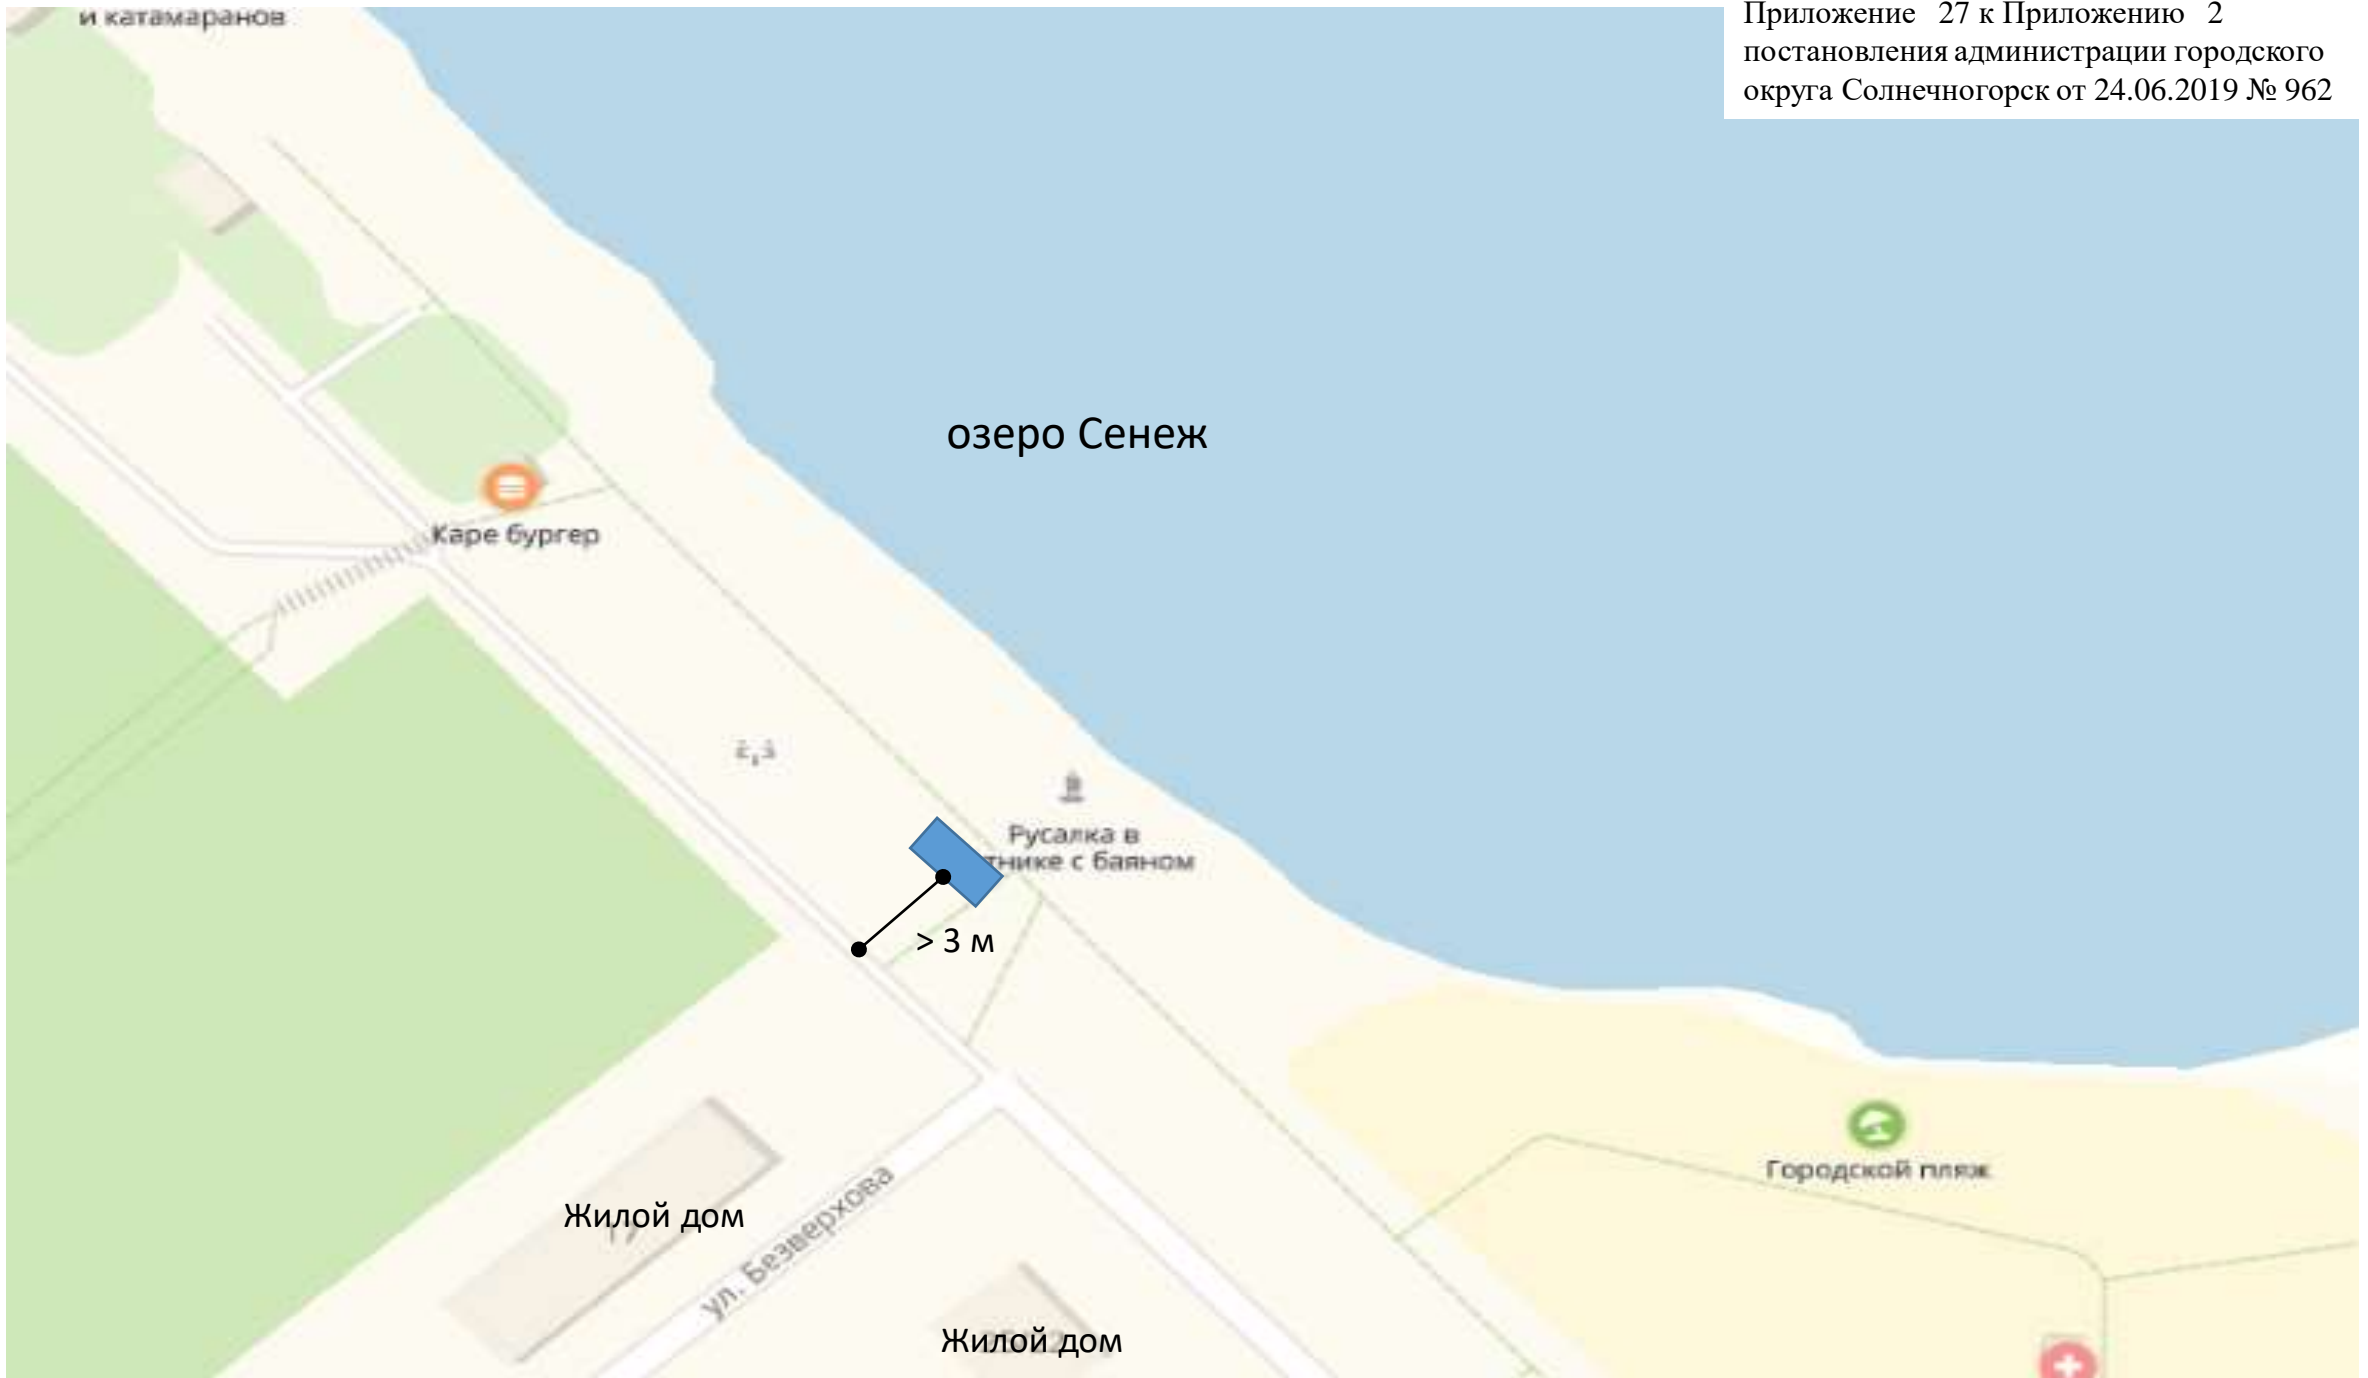 и катамаранов
Приложение 27 к Приложению 2
постановления администрации городского
округа Солнечногорск от 24.06.2019 № 962
озеро Сенеж
Каре бургер
Русалка в
тнике с баяном
> 3 м
Городской пляж
Жилой дом
ул. Безверхова
Жилой дом